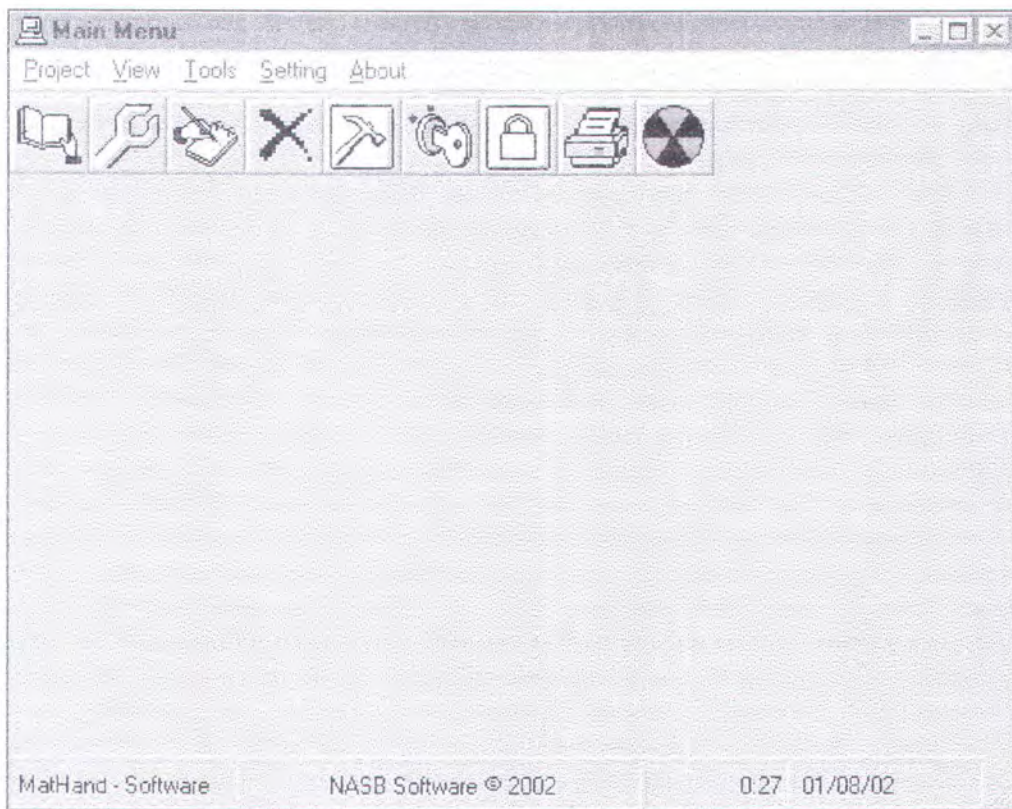 Main Menu
Project View Tools Setting About
MatHand - Software NASB Software © 2002 0:27 01/08/02